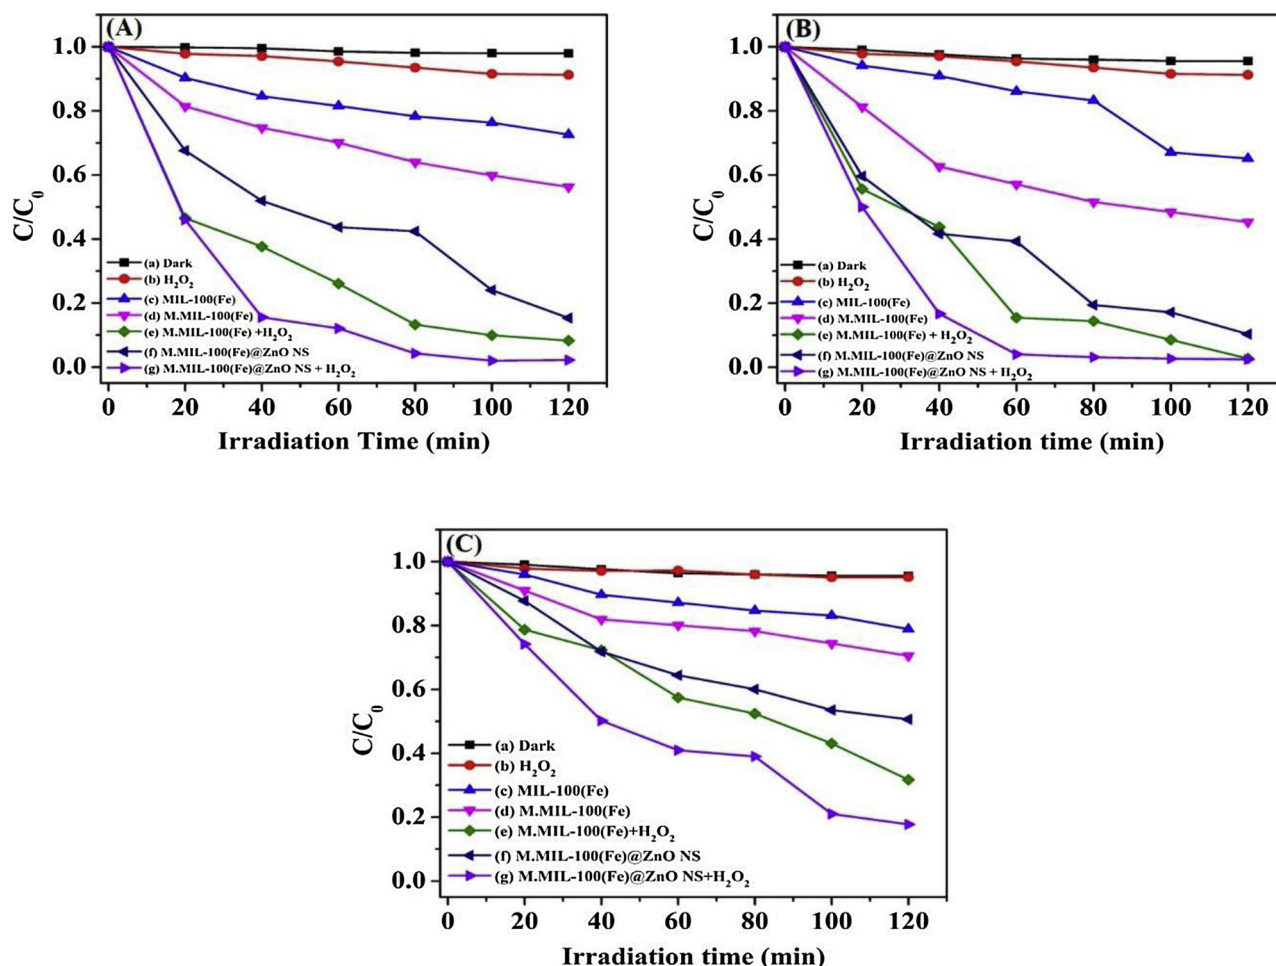 (A)
1.0
0.8
0.6
0.4
0.2
0.0
C/C₀
(a) Dark
(b) H₂O₂
(c) MIL-100(Fe)
(d) M.MIL-100(Fe)
(e) M.MIL-100(Fe) +H₂O₂
(f) M.MIL-100(Fe)@ZnO NS
(g) M.MIL-100(Fe)@ZnO NS + H₂O₂
0 20 40 60 80 100 120
Irradiation Time (min)
(B)
1.0
0.8
0.6
0.4
0.2
0.0
C/C₀
(a) Dark
(b) H₂O₂
(c) MIL-100(Fe)
(d) M.MIL-100(Fe)
(e) M.MIL-100(Fe) + H₂O₂
(f) M.MIL-100(Fe)@ZnO NS
(g) M.MIL-100(Fe)@ZnO NS + H₂O₂
0 20 40 60 80 100 120
Irradiation time (min)
(C)
1.0
0.8
0.6
0.4
0.2
0.0
C/C₀
(a) Dark
(b) H₂O₂
(c) MIL-100(Fe)
(d) M.MIL-100(Fe)
(e) M.MIL-100(Fe)+H₂O₂
(f) M.MIL-100(Fe)@ZnO NS
(g) M.MIL-100(Fe)@ZnO NS+H₂O₂
0 20 40 60 80 100 120
Irradiation time (min)